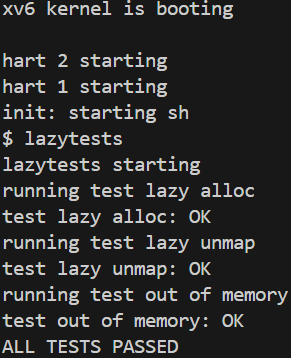 xv6 kernel is booting
hart 2 starting
hart 1 starting
init: starting sh
$ lazytests
lazytests starting
running test lazy alloc
test lazy alloc: OK
running test lazy unmap
test lazy unmap: OK
running test out of memory
test out of memory: OK
ALL TESTS PASSED